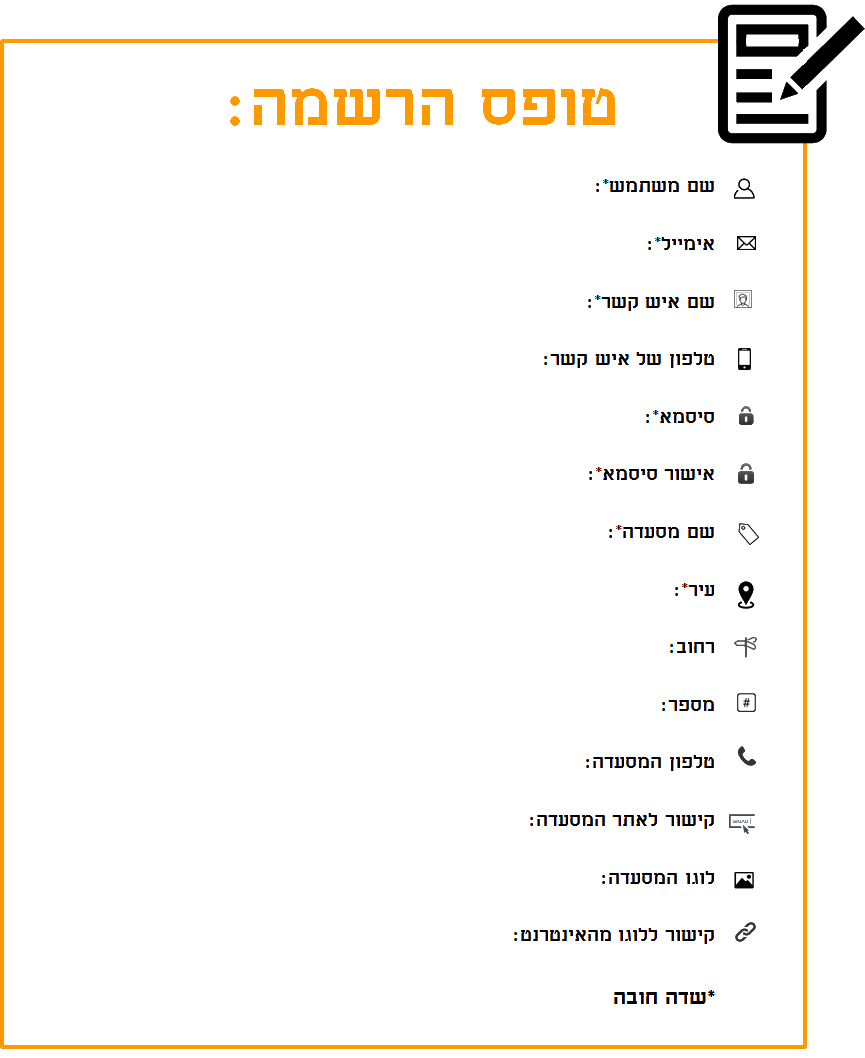 טופס הרשמה:
שם משתמש*:
אימייל*:
שם איש קשר*:
טלפון של איש קשר:
סיסמא*:
אישור סיסמא*:
שם מסעדה*:
עיר*:
רחוב:
מספר:
#
טלפון המסעדה:
קישור לאתר המסעדה:
לוגו המסעדה:
קישור ללוגו מהאינטרנט:
*שדה חובה